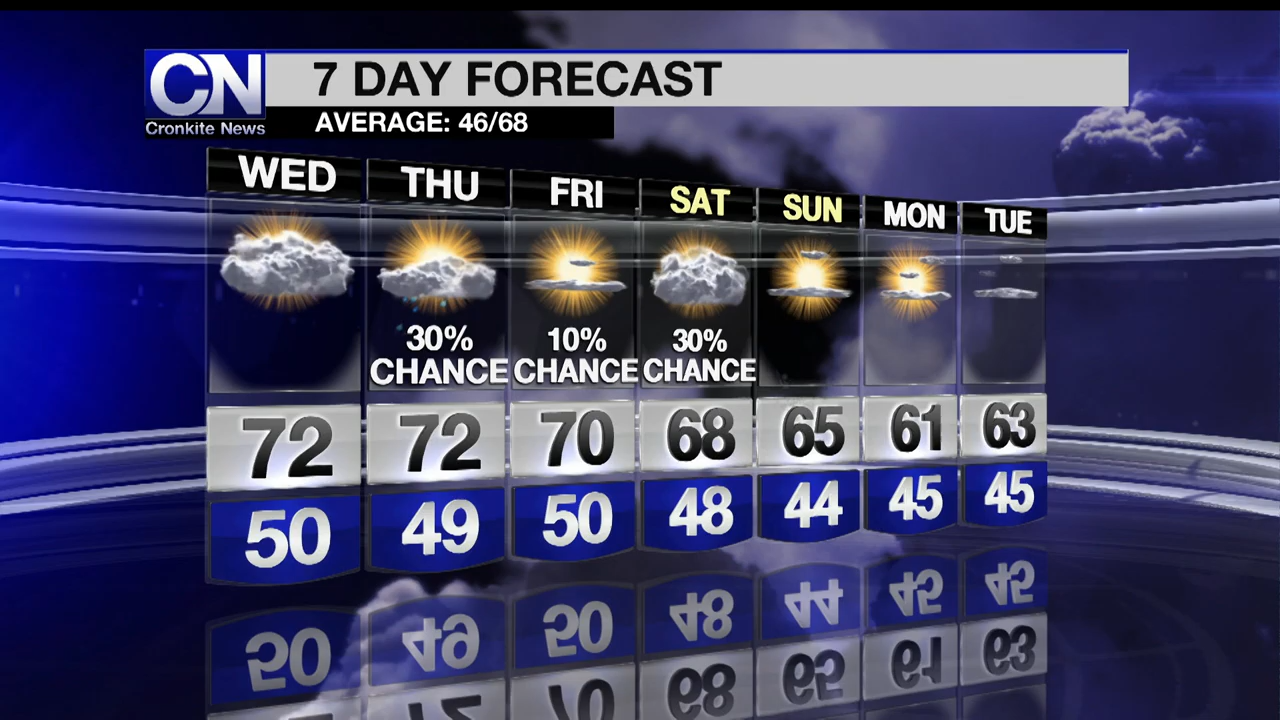 CN
Cronkite News
7 DAY FORECAST
AVERAGE: 46/68
WED THU FRI SAT SUN MON TUE
30% CHANCE 10% CHANCE 30% CHANCE
72 72 70 68 65 61 63
50 49 50 48 44 45 45